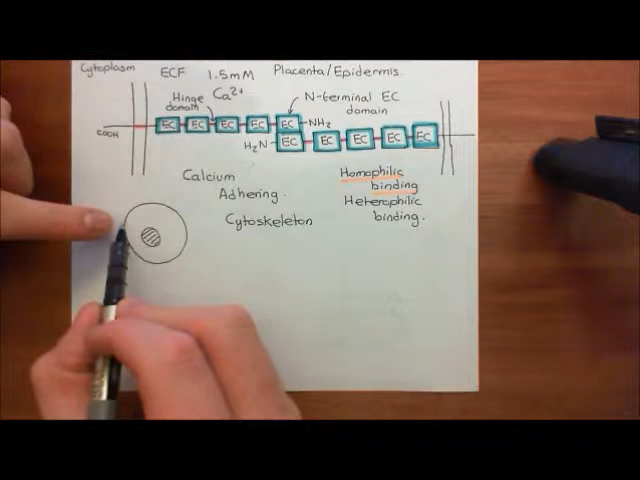 Cytoplasm ECF 1.5mM Placenta/Epidermis.
Hinge domain Ca2+ N-terminal EC domain
COOH EC EC EC EC EC NH2
H2N EC EC EC EC EC
Calcium Homophilic
Adhering. binding
Cytoskeleton Heterophilic
binding.